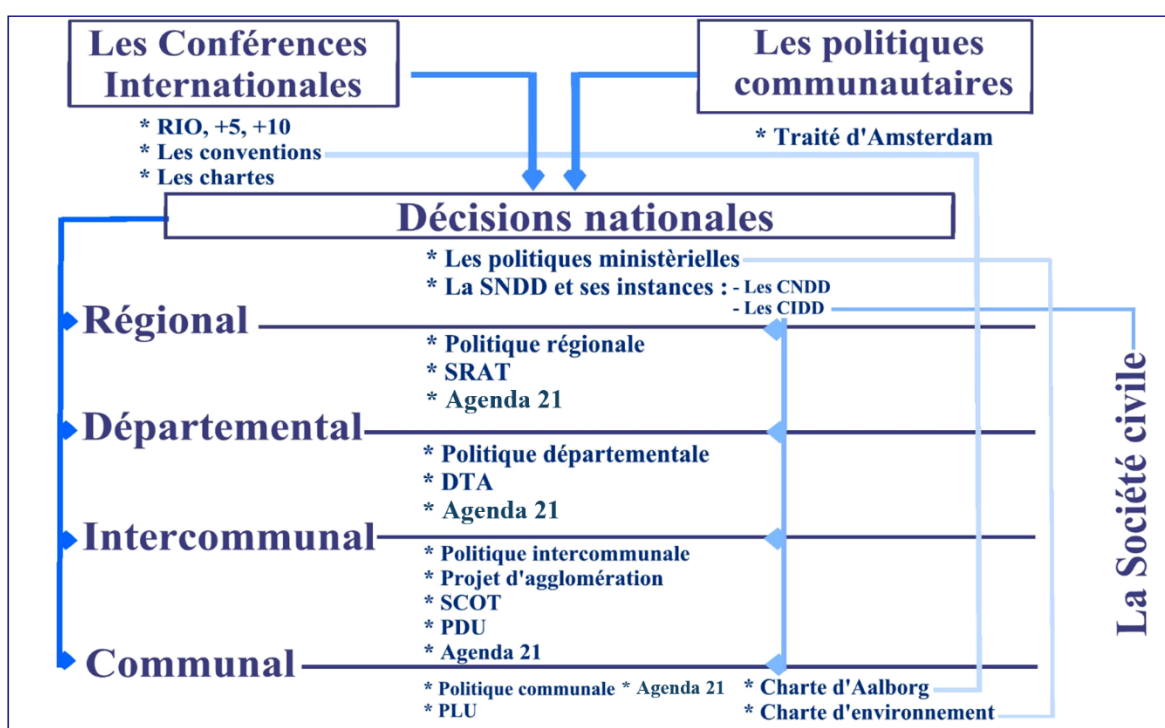 Les Conférences
Internationales
Les politiques
communautaires
* RIO, +5, +10
* Les conventions
* Les chartes
* Traité d'Amsterdam
Décisions nationales
* Les politiques ministèrielles
* La SNDD et ses instances : - Les CNDD
- Les CIDD
Régional
* Politique régionale
* SRAT
* Agenda 21
Départemental
* Politique départementale
* DTA
* Agenda 21
Intercommunal
* Politique intercommunale
* Projet d'agglomération
* SCOT
* PDU
* Agenda 21
Communal
* Politique communale * Agenda 21
* PLU
* Charte d'Aalborg
* Charte d'environnement
La Société civile